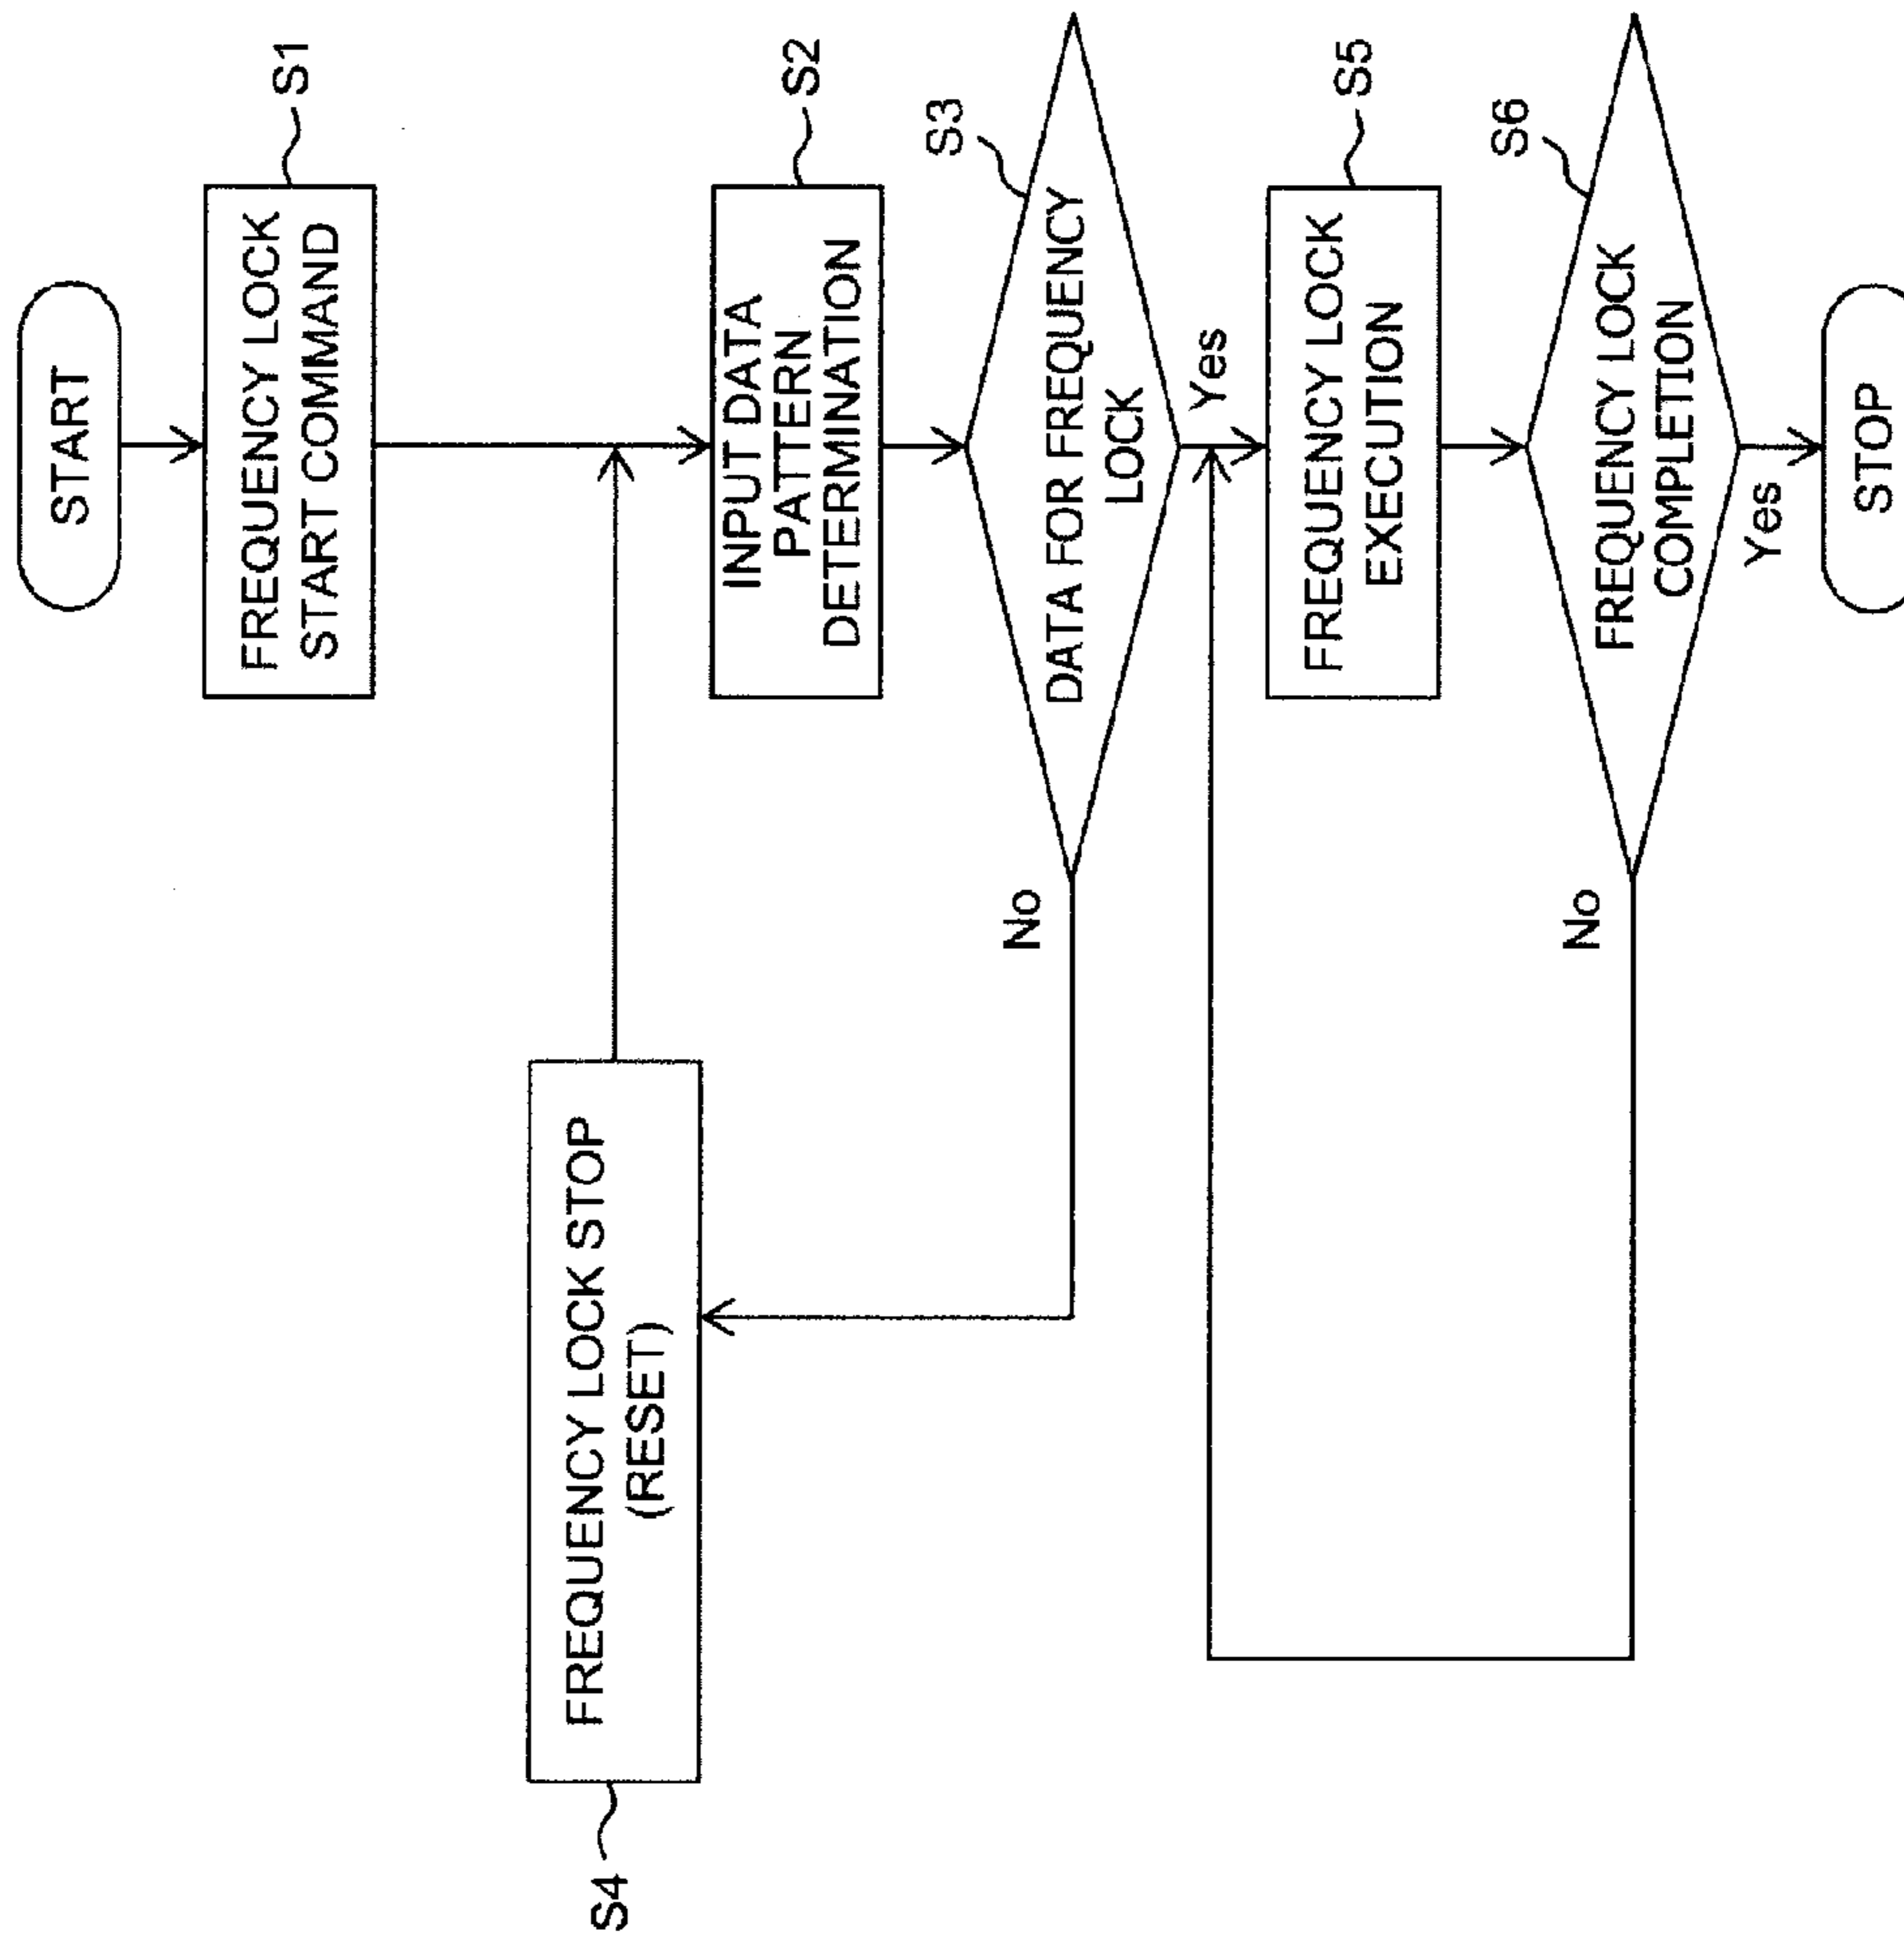 START
FREQUENCY LOCK
START COMMAND
S1
INPUT DATA
PATTERN
DETERMINATION
S2
DATA FOR FREQUENCY
LOCK
S3
No
Yes
FREQUENCY LOCK STOP
(RESET)
S4
FREQUENCY LOCK
EXECUTION
S5
FREQUENCY LOCK
COMPLETION
S6
No
Yes
STOP